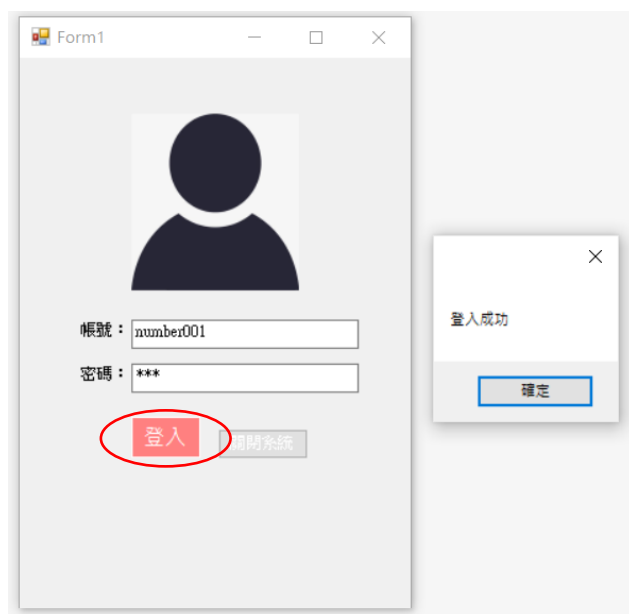 Form1
帳號：number001
密碼：***
登入
關閉系統
登入成功
確定